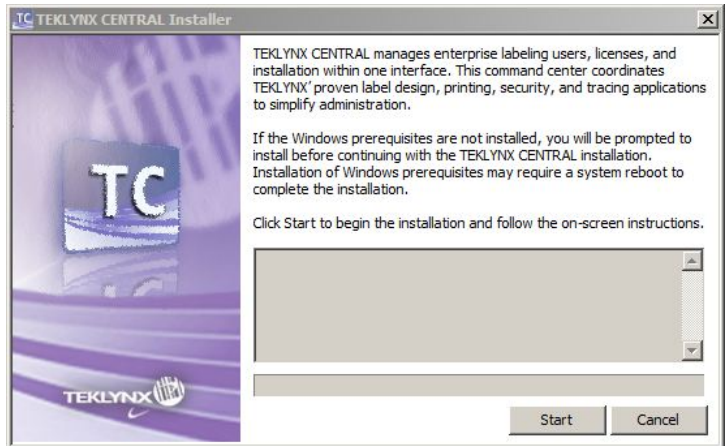 TEKLYNX CENTRAL Installer
TEKLYNX CENTRAL manages enterprise labeling users, licenses, and
installation within one interface. This command center coordinates
TEKLYNX' proven label design, printing, security, and tracing applications
to simplify administration.
If the Windows prerequisites are not installed, you will be prompted to
install before continuing with the TEKLYNX CENTRAL installation.
Installation of Windows prerequisites may require a system reboot to
complete the installation.
Click Start to begin the installation and follow the on-screen instructions.
TC
TEKLYNX
Start Cancel